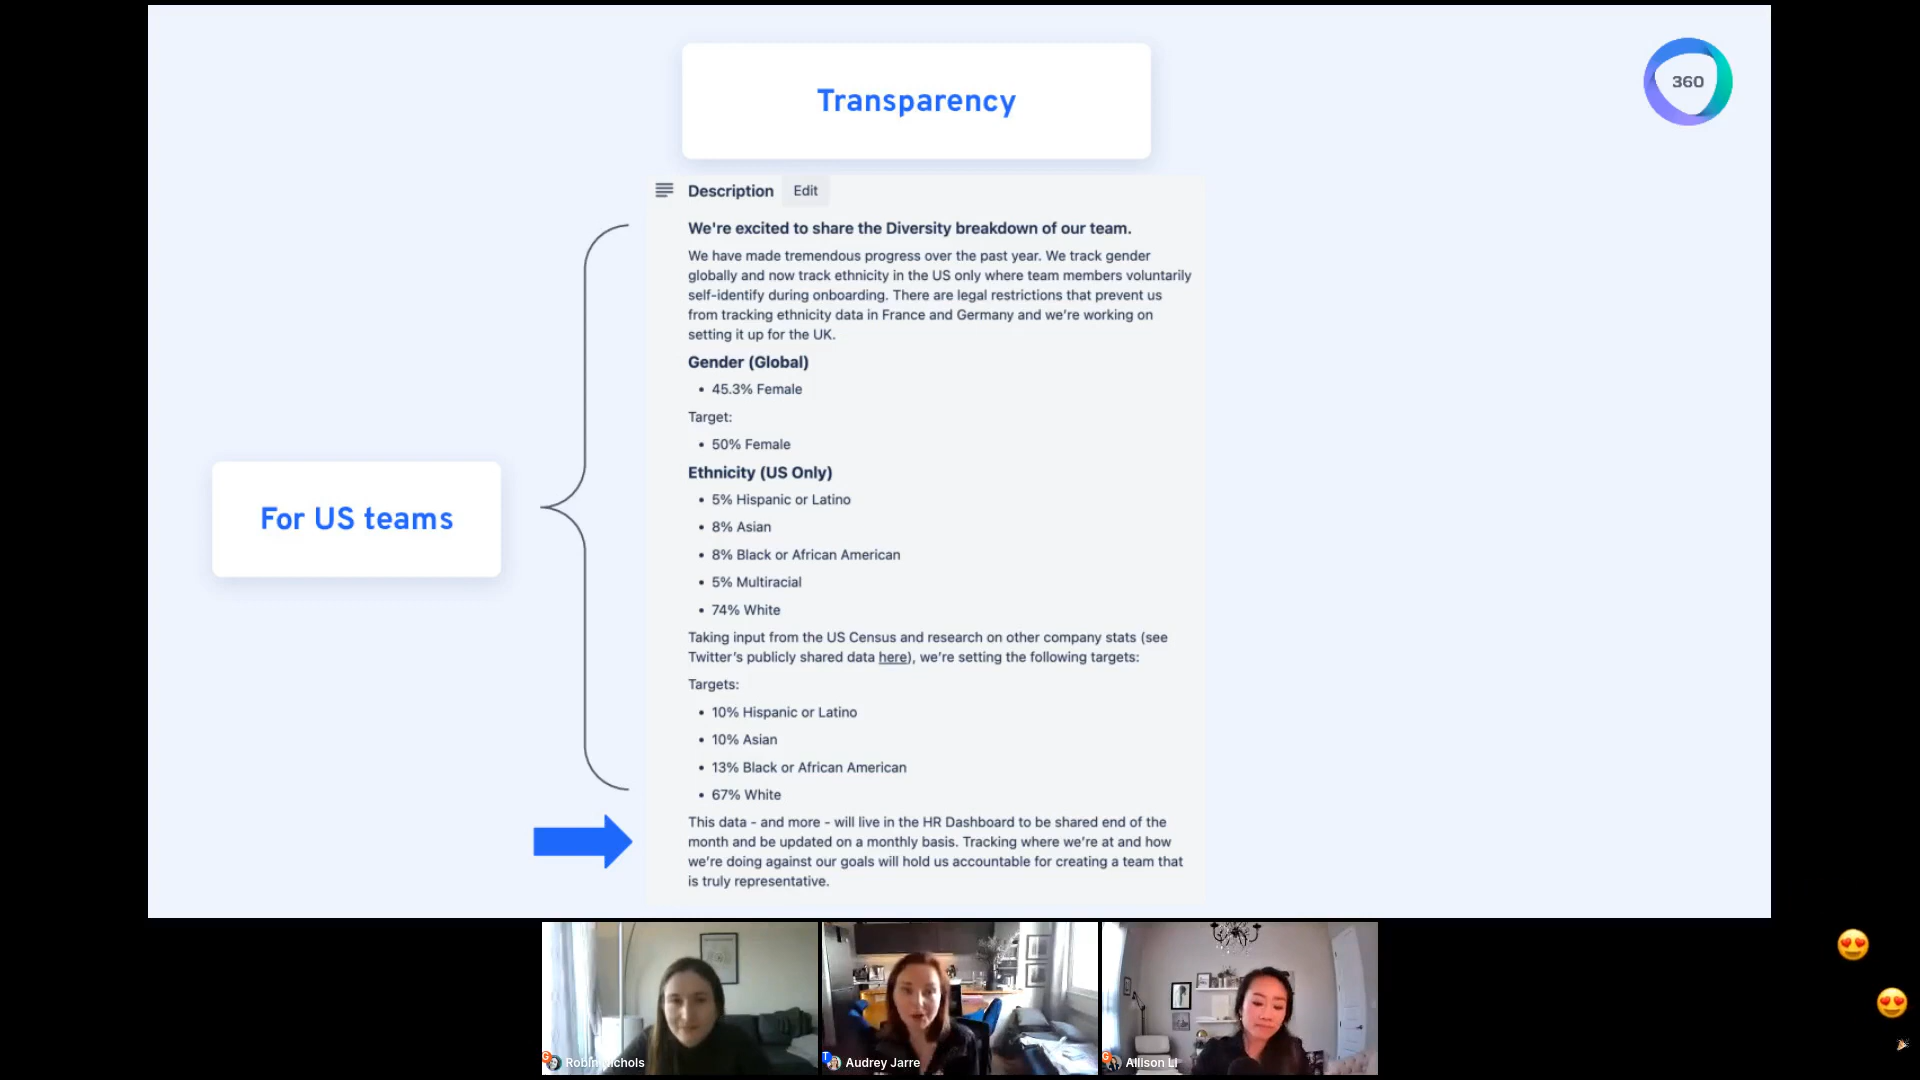 Transparency
360
Description Edit
We're excited to share the Diversity breakdown of our team.
We have made tremendous progress over the past year. We track gender
globally and now track ethnicity in the US only where team members voluntarily
self-identify during onboarding. There are legal restrictions that prevent us
from tracking ethnicity data in France and Germany and we're working on
setting it up for the UK.
Gender (Global)
• 45.3% Female
Target:
• 50% Female
Ethnicity (US Only)
• 5% Hispanic or Latino
• 8% Asian
• 8% Black or African American
• 5% Multiracial
• 74% White
Taking input from the US Census and research on other company stats (see
Twitter's publicly shared data here), we're setting the following targets:
Targets:
• 10% Hispanic or Latino
• 10% Asian
• 13% Black or African American
• 67% White
This data - and more - will live in the HR Dashboard to be shared end of the
month and be updated on a monthly basis. Tracking where we're at and how
we're doing against our goals will hold us accountable for creating a team that
is truly representative.
For US teams
Robin Nichols
Audrey Jarre
Allison Li